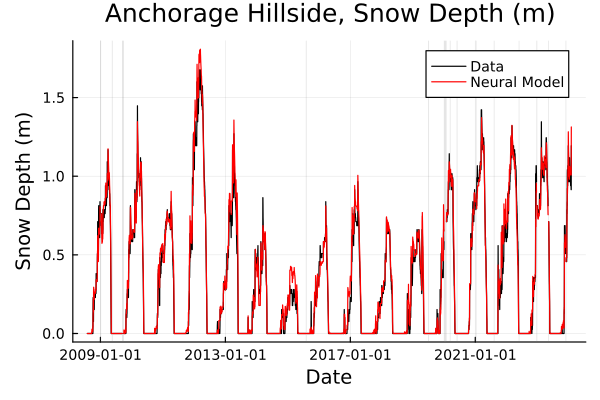 Anchorage Hillside, Snow Depth (m)
Data
Neural Model
Snow Depth (m)
1.5
1.0
0.5
0.0
2009-01-01
2013-01-01
2017-01-01
2021-01-01
Date